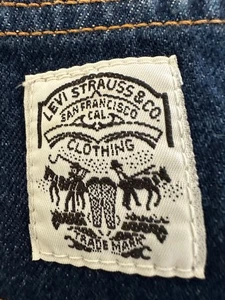 LEVI STRAUSS & CO.
SAN FRANCISCO
CAL.
CLOTHING
TRADE MARK